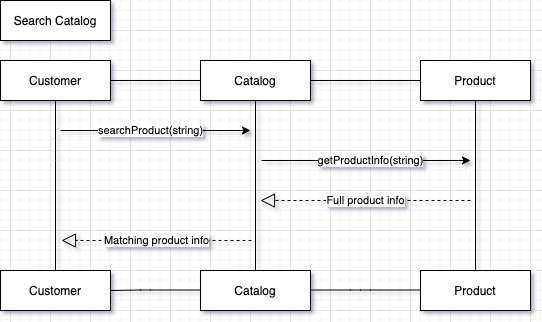 Search Catalog
Customer
Catalog
Product
searchProduct(string)
getProductInfo(string)
Full product info
Matching product info
Customer
Catalog
Product